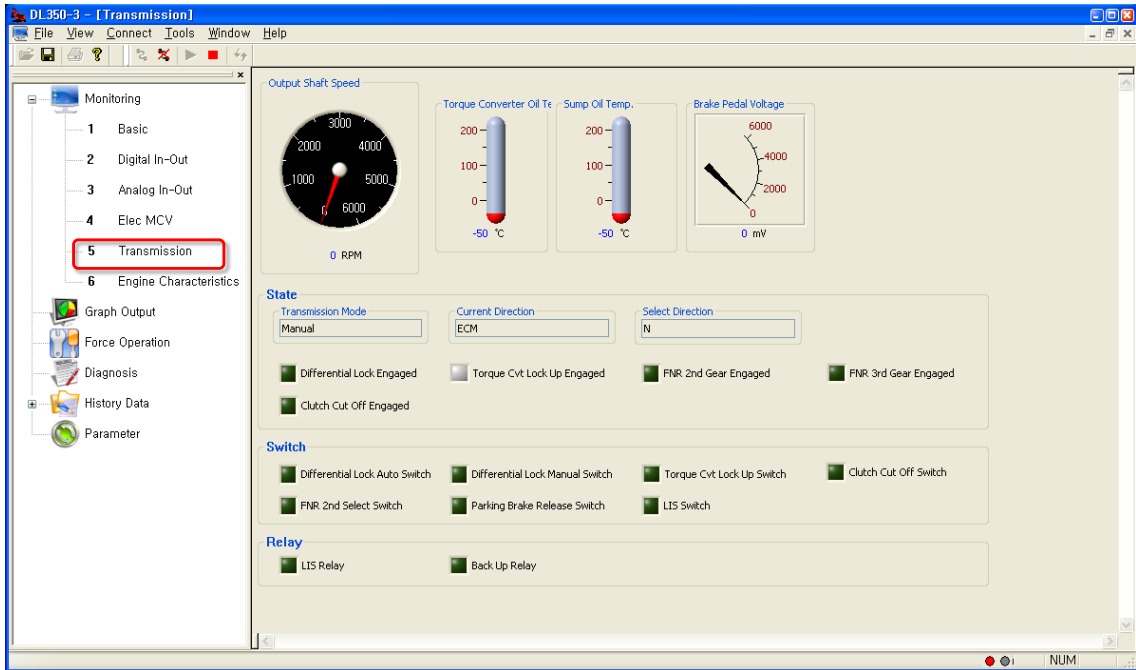 DL350-3 - [Transmission]
File View Connect Tools Window Help
Monitoring
1 Basic
2 Digital In-Out
3 Analog In-Out
4 Elec MCV
5 Transmission
6 Engine Characteristics
Graph Output
Force Operation
Diagnosis
History Data
Parameter
Output Shaft Speed
3000
2000 4000
1000 5000
0 6000
0 RPM
Torque Converter Oil Te
200
100
0
-50 ℃
Sump Oil Temp.
200
100
0
-50 ℃
Brake Pedal Voltage
6000
4000
2000
0
0 mV
State
Transmission Mode Current Direction Select Direction
Manual ECM N
Differential Lock Engaged Torque Cvt Lock Up Engaged FNR 2nd Gear Engaged FNR 3rd Gear Engaged
Clutch Cut Off Engaged
Switch
Differential Lock Auto Switch Differential Lock Manual Switch Torque Cvt Lock Up Switch Clutch Cut Off Switch
FNR 2nd Select Switch Parking Brake Release Switch LIS Switch
Relay
LIS Relay Back Up Relay
NUM